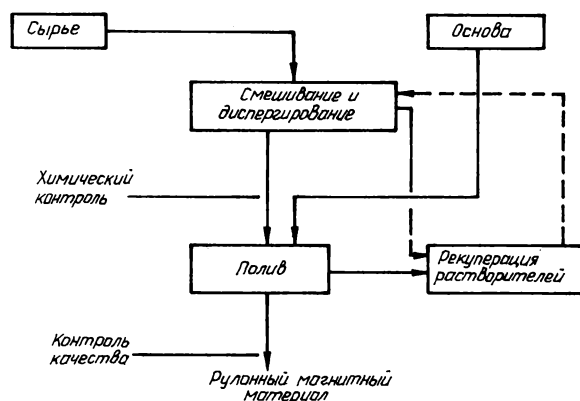 Сырье
Основа
Смешивание и
диспергирование
Химический
контроль
Полив
Рекуперация
растворителей
Контроль
качества
Рулонный магнитный
материал